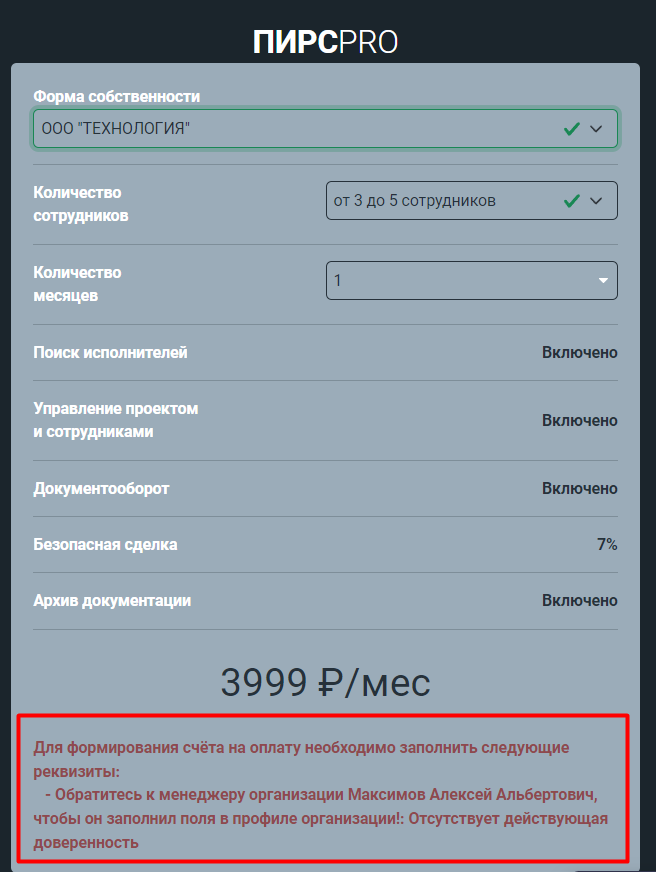 ПИРСPRO
Форма собственности
ООО "ТЕХНОЛОГИЯ"
Количество
сотрудников
от 3 до 5 сотрудников
Количество
месяцев
1
Поиск исполнителей
Включено
Управление проектом
и сотрудниками
Включено
Документооборот
Включено
Безопасная сделка
7%
Архив документации
Включено
3999 ₽/мес
Для формирования счёта на оплату необходимо заполнить следующие
реквизиты:
- Обратитесь к менеджеру организации Максимов Алексей Альбертович,
чтобы он заполнил поля в профиле организации!: Отсутствует действующая
доверенность